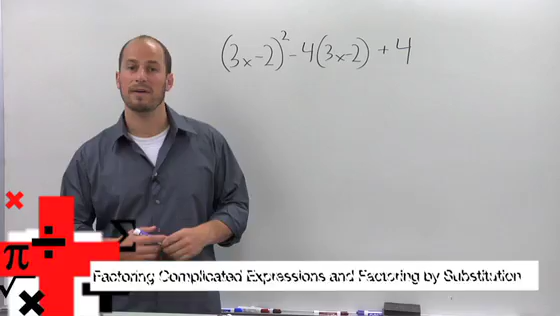 (3x-2)² - 4(3x-2) + 4
Factoring Complicated Expressions and Factoring by Substitution